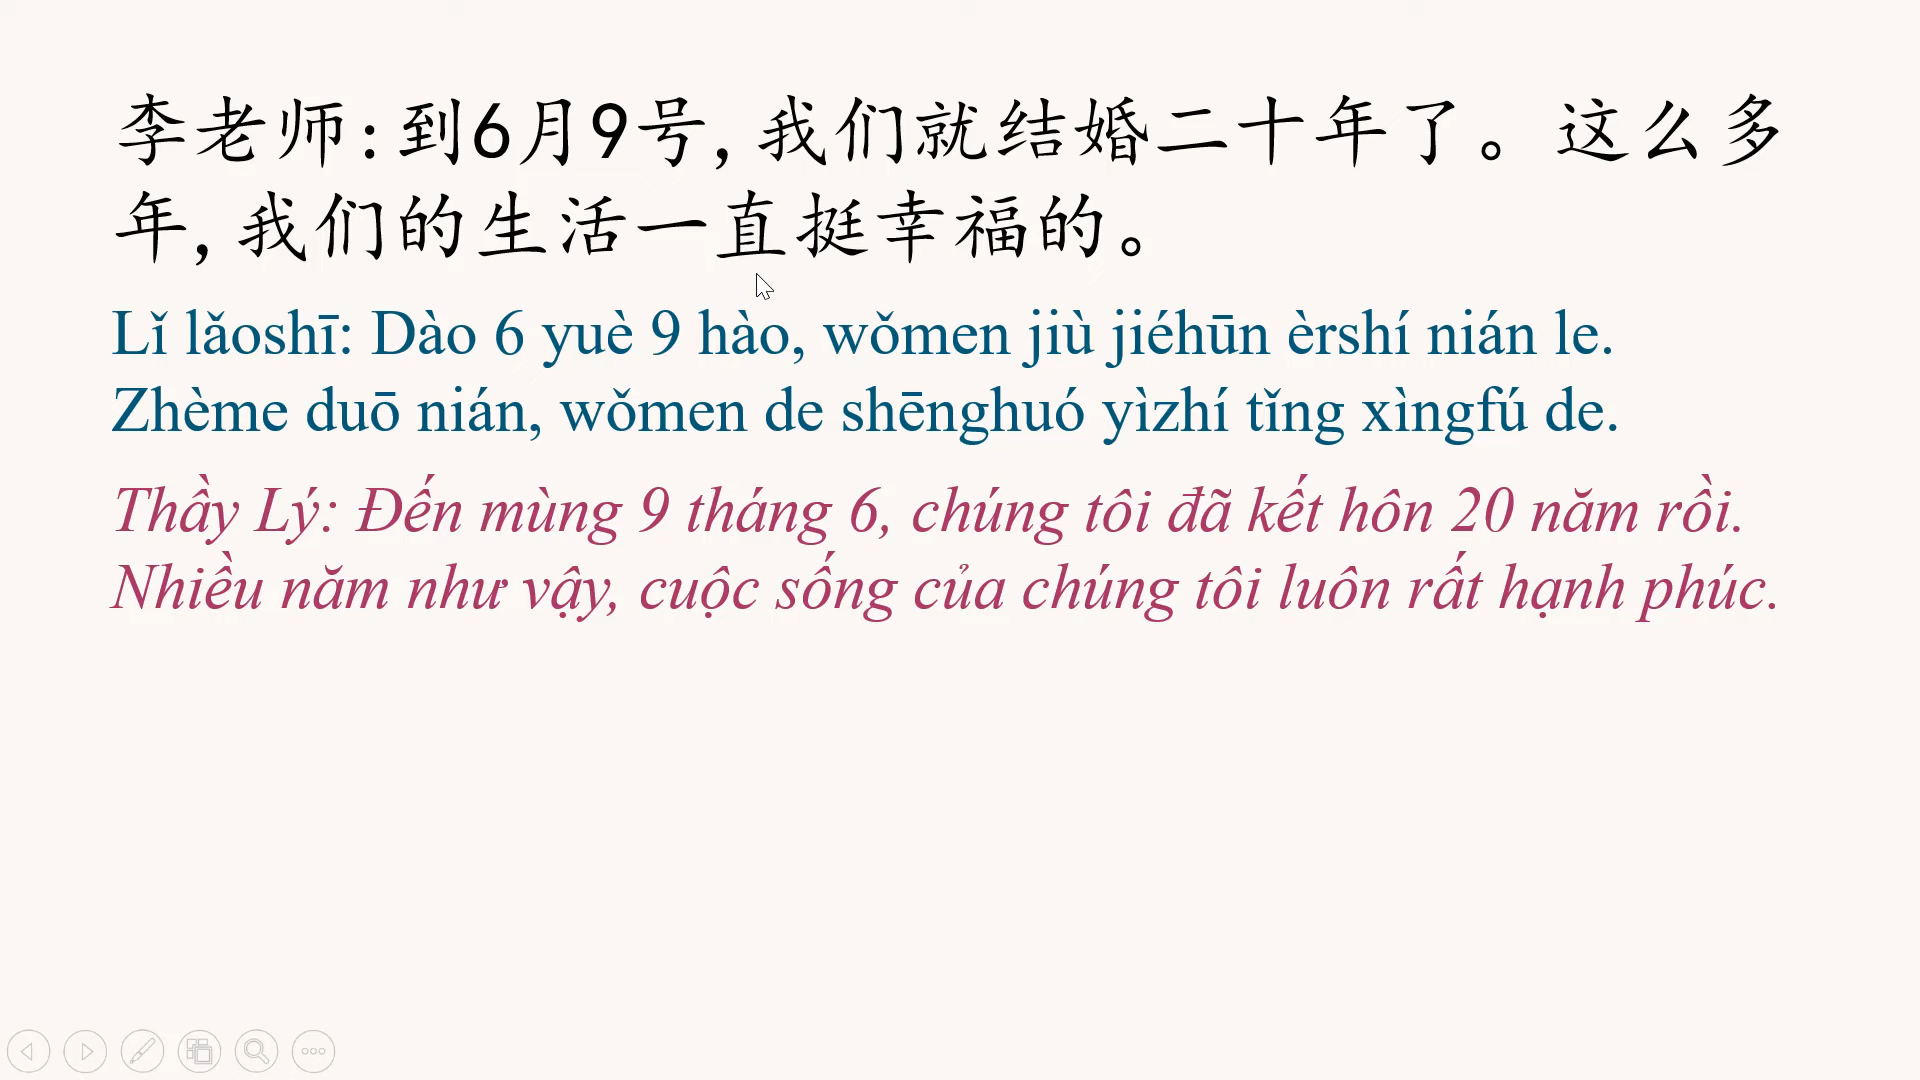 李老师:到6月9号,我们就结婚二十年了。这么多
年,我们的生活一直挺幸福的。
Lǐ lǎoshī: Dào 6 yuè 9 hào, wǒmen jiù jiéhūn èrshí nián le.
Zhème duō nián, wǒmen de shēnghuó yìzhí tǐng xìngfú de.
Thầy Lý: Đến mùng 9 tháng 6, chúng tôi đã kết hôn 20 năm rồi.
Nhiều năm như vậy, cuộc sống của chúng tôi luôn rất hạnh phúc.